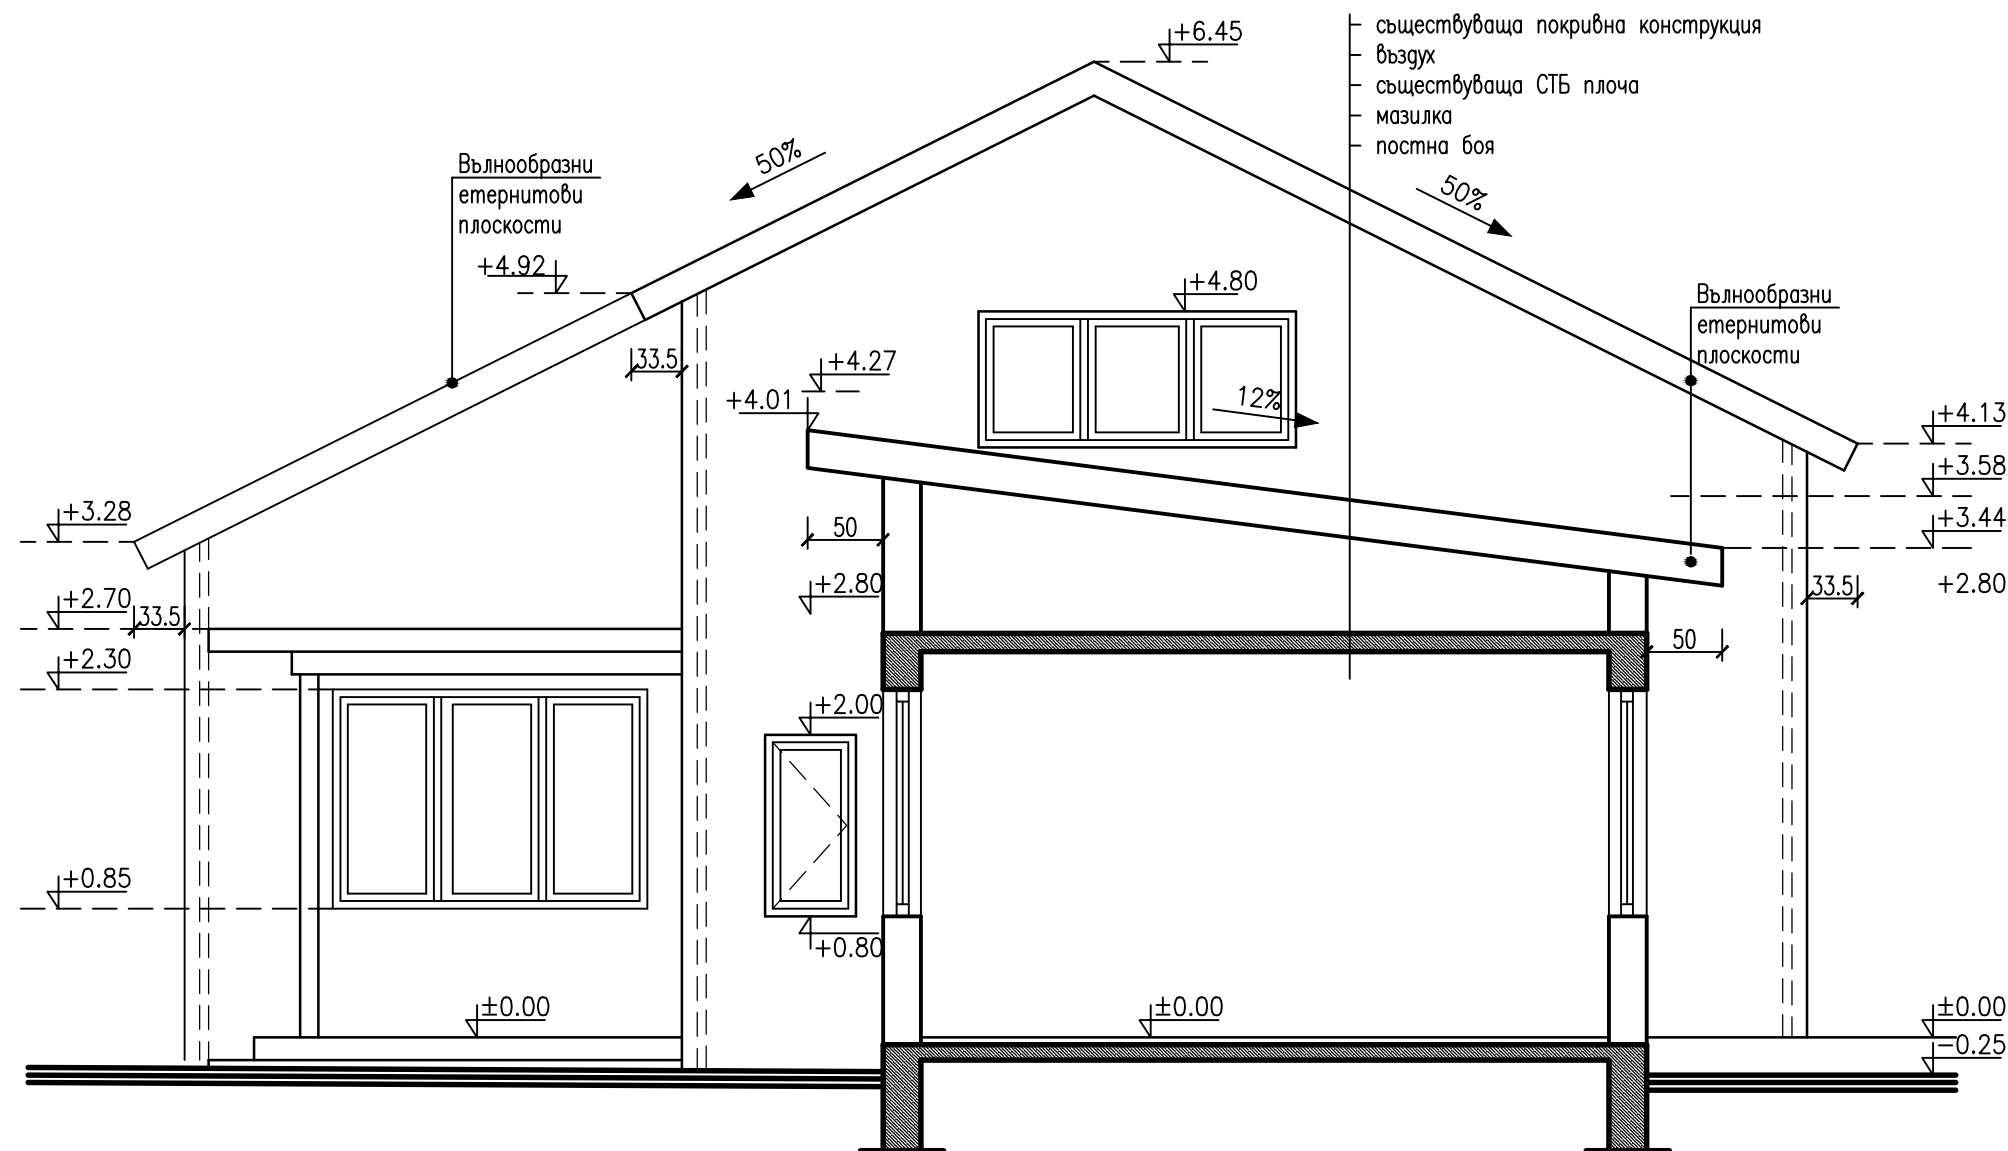 +6.45
съществуваща покривна конструкция
въздух
съществуваща СТБ плоча
мазилка
постна боя
50%
50%
Вълнообразни
етернитови
плоскости
+4.92
+4.80
Вълнообразни
етернитови
плоскости
33.5
+4.27
+4.01
12%
+4.13
+3.58
+3.44
+3.28
50
+2.80
33.5
+2.80
+2.70
33.5
50
+2.30
+2.00
+0.85
+0.80
±0.00
±0.00
±0.00
-0.25